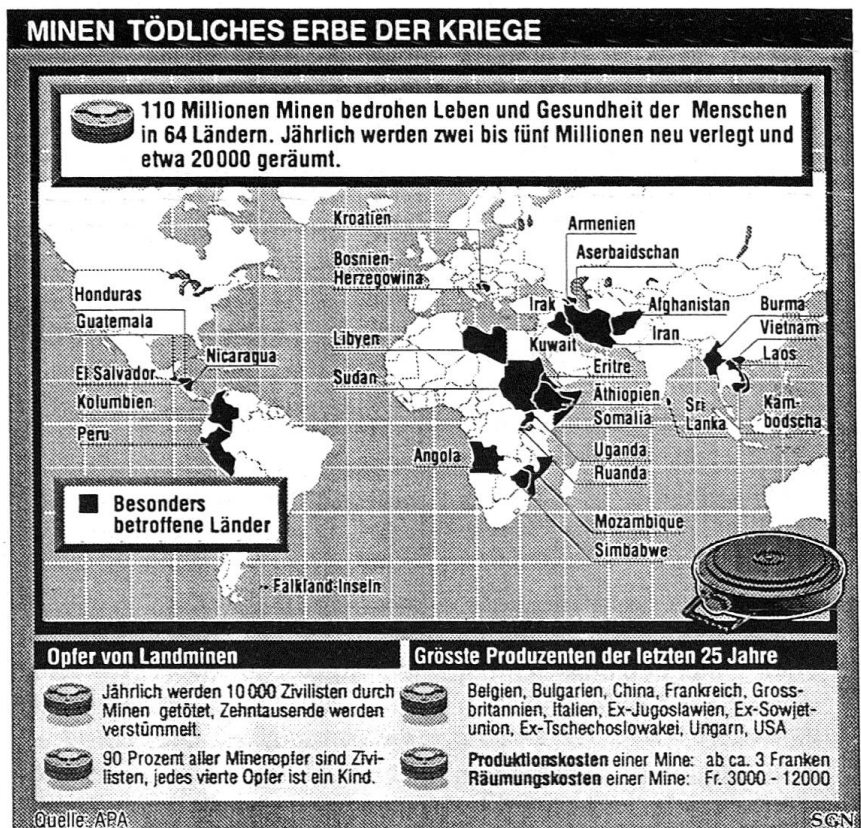 MINEN TÖDLICHES ERBE DER KRIEGE
110 Millionen Minen bedrohen Leben und Gesundheit der Menschen
in 64 Ländern. Jährlich werden zwei bis fünf Millionen neu verlegt und
etwa 20000 geräumt.
Kroatien
Bosnien-
Herzegowina
Armenien
Aserbaidschan
Honduras
Guatemala
Nicaragua
El Salvador
Kolumbien
Peru
Libyen
Sudan
Angola
Irak
Kuwait
Afghanistan
Iran
Eritre
Äthiopien
Somalia
Uganda
Ruanda
Mozambique
Simbabwe
Burma
Vietnam
Laos
Sri
Lanka
Kam-
bodscha
Besonders
betroffene Länder
Falkland-Inseln
Opfer von Landminen
Jährlich werden 10000 Zivilisten durch
Minen getötet, Zehntausende werden
verstümmelt.
90 Prozent aller Minenopfer sind Zivi-
listen, jedes vierte Opfer ist ein Kind.
Grösste Produzenten der letzten 25 Jahre
Belgien, Bulgarien, China, Frankreich, Gross-
britannien, Italien, Ex-Jugoslawien, Ex-Sowjet-
union, Ex-Tschechoslowakei, Ungarn, USA
Produktionskosten einer Mine: ab ca. 3 Franken
Räumungskosten einer Mine: Fr. 3000 - 12000
Quelle: APA
SGN